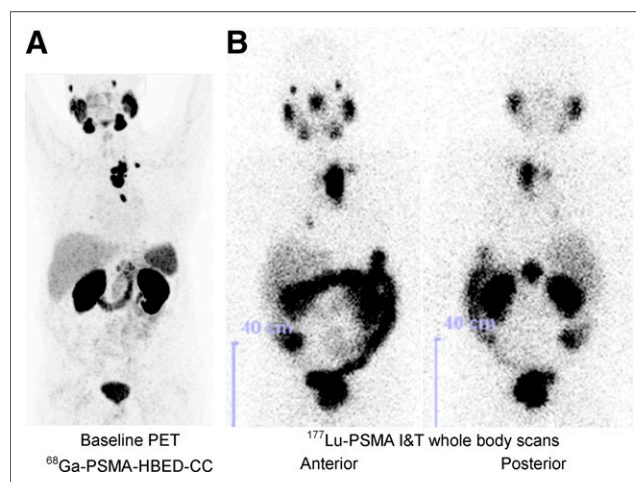 A
B
40 cm
40 cm
Baseline PET
⁶⁸Ga-PSMA-HBED-CC
¹⁷⁷Lu-PSMA I&T whole body scans
Anterior
Posterior